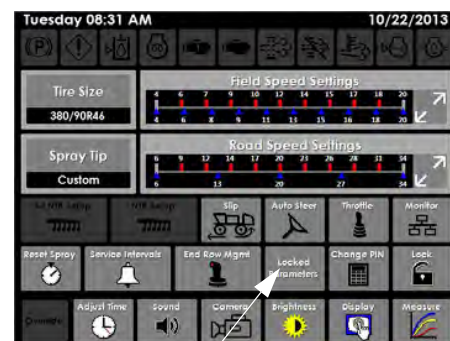 Tuesday 08:31 AM 10/22/2013
(P)
Tire Size
380/90R46
Field Speed Settings
4 6 7 9 10 12 14 15 17 18 20
4 6 8 9 11 13 15 16 18 20
Spray Tip
Custom
Road Speed Settings
6 9 12 14 17 20 23 26 28 31 34
6 13 20 27 34
Slip
Auto Steer
Throttle
Monitor
Reset Spray
Service Intervals
End Row Mgmt
Locked
Parameters
Change PIN
Lock
Override
Adjust Time
Sound
Camera
Brightness
Display
Measure